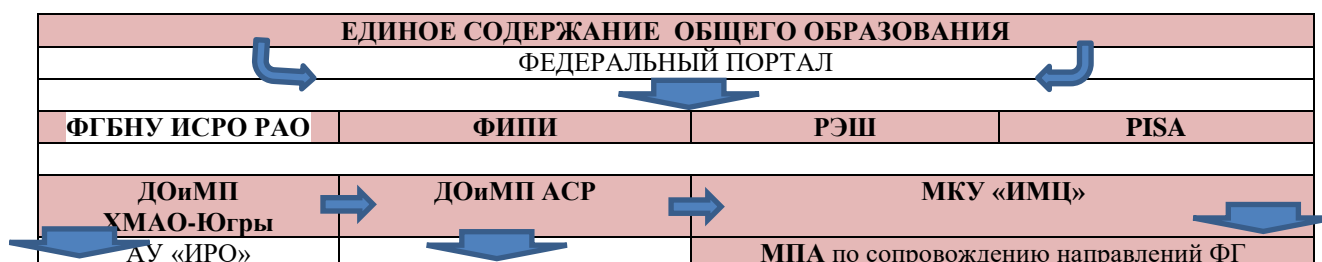 ЕДИНОЕ СОДЕРЖАНИЕ ОБЩЕГО ОБРАЗОВАНИЯ
ФЕДЕРАЛЬНЫЙ ПОРТАЛ
ФГБНУ ИСРО РАО ФИПИ РЭШ PISA
ДОиМП ДОиМП АСР МКУ «ИМЦ»
ХМАО-Югры
АУ «ИРО» МПА по сопровождению направлений ФГ